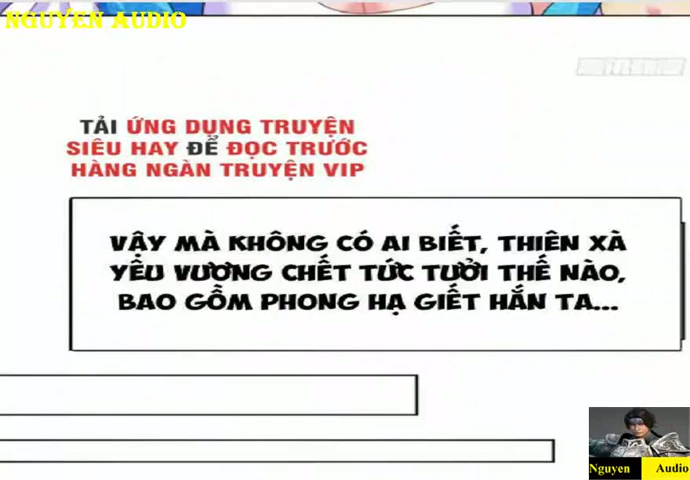 NGUYEN AUDIO
TẢI ỨNG DỤNG TRUYỆN
SIÊU HAY ĐỂ ĐỌC TRƯỚC
HÀNG NGÀN TRUYỆN VIP
VẬY MÀ KHÔNG CÓ AI BIẾT, THIÊN XÀ
YÊU VƯƠNG CHẾT TỨC TƯỞI THẾ NÀO,
BAO GỒM PHONG HẠ GIẾT HẮN TA...
Nguyen Audio